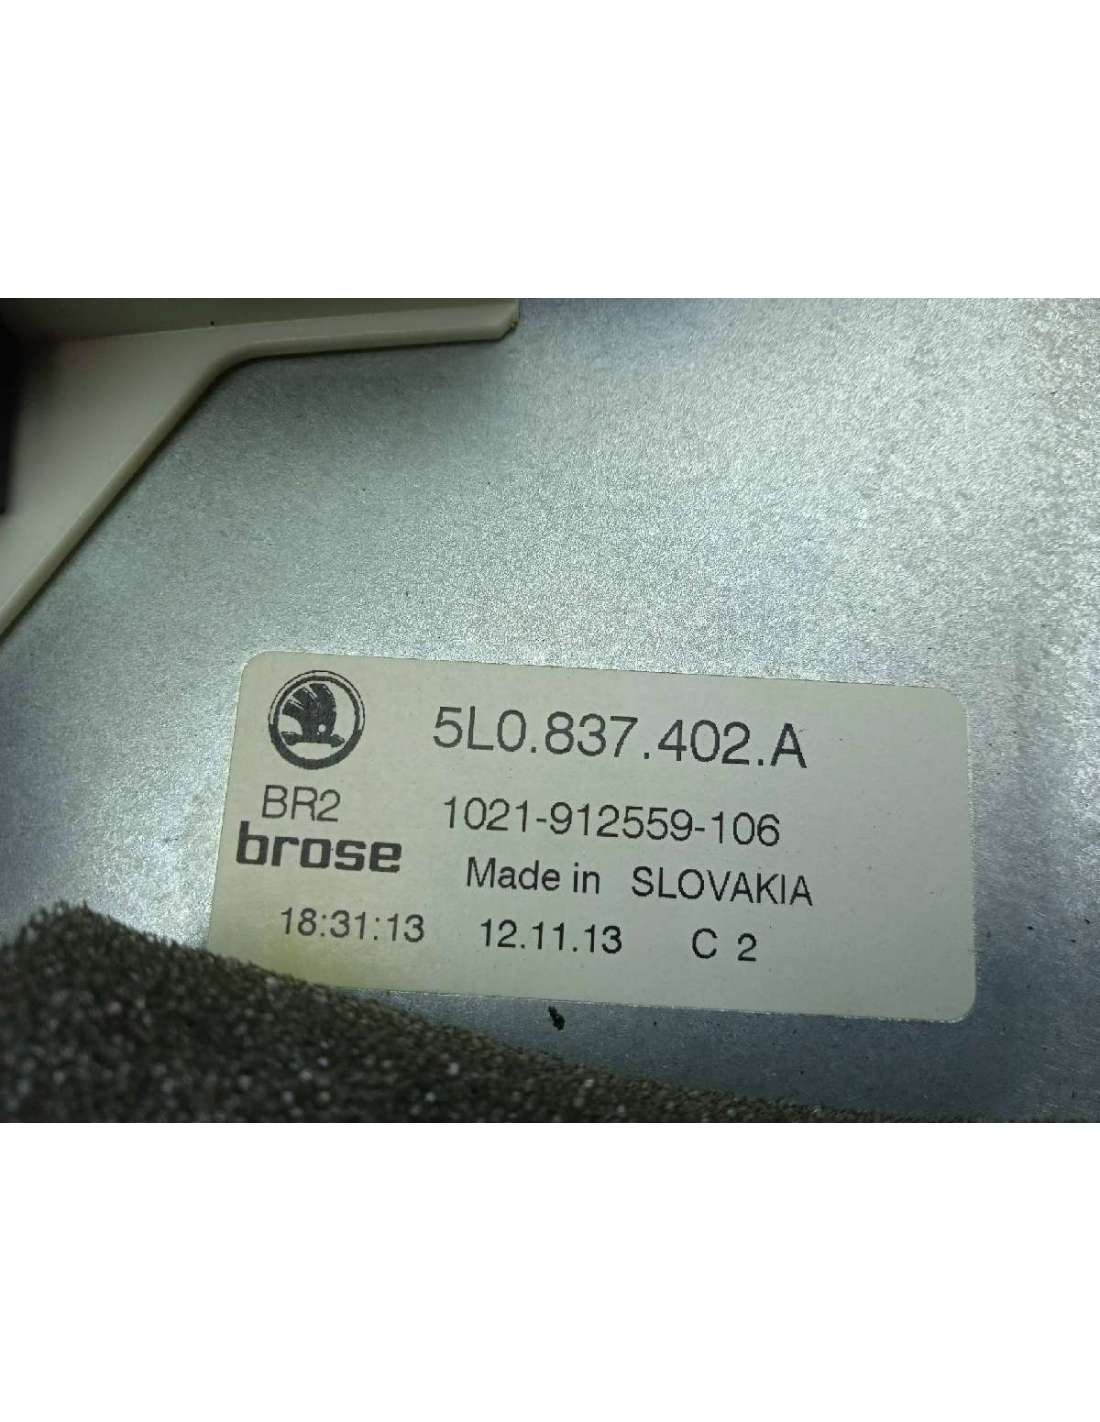 5L0.837.402.A
BR2 1021-912559-106
brose Made in SLOVAKIA
18:31:13 12.11.13 C 2